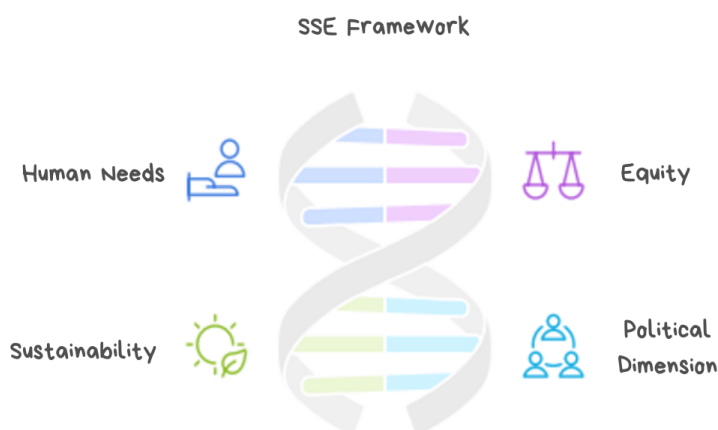 SSE Framework
Human Needs
Equity
Sustainability
Political
Dimension